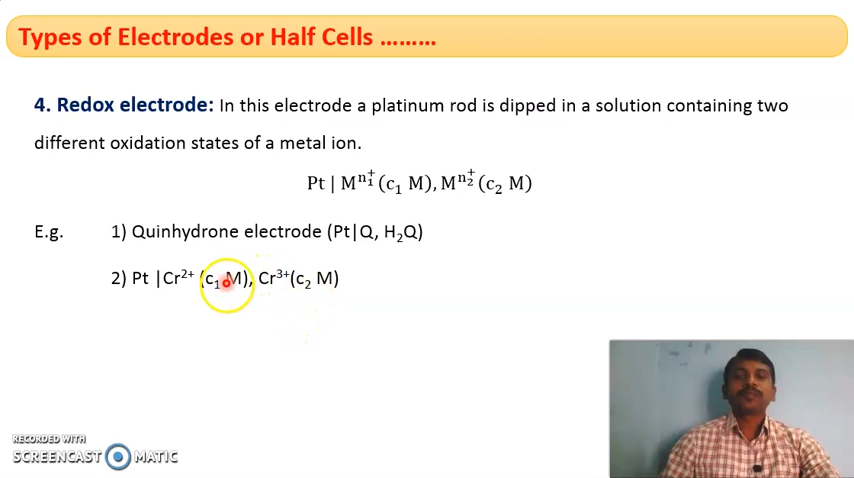 Types of Electrodes or Half Cells .........
4. Redox electrode: In this electrode a platinum rod is dipped in a solution containing two
different oxidation states of a metal ion.
Pt | Mⁿ₁⁺ (c₁ M), Mⁿ₂⁺ (c₂ M)
E.g. 1) Quinhydrone electrode (Pt|Q, H₂Q)
2) Pt |Cr²⁺ (c₁ M), Cr³⁺(c₂ M)
RECORDED WITH
SCREENCAST MATIC